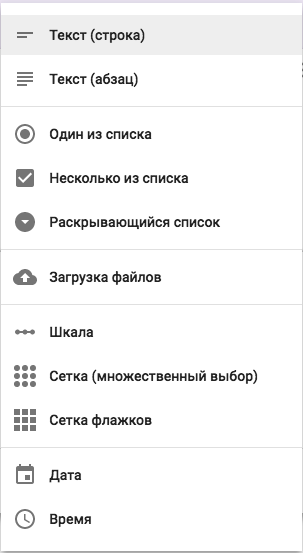 Текст (строка)
Текст (абзац)
Один из списка
Несколько из списка
Раскрывающийся список
Загрузка файлов
Шкала
Сетка (множественный выбор)
Сетка флажков
Дата
Время